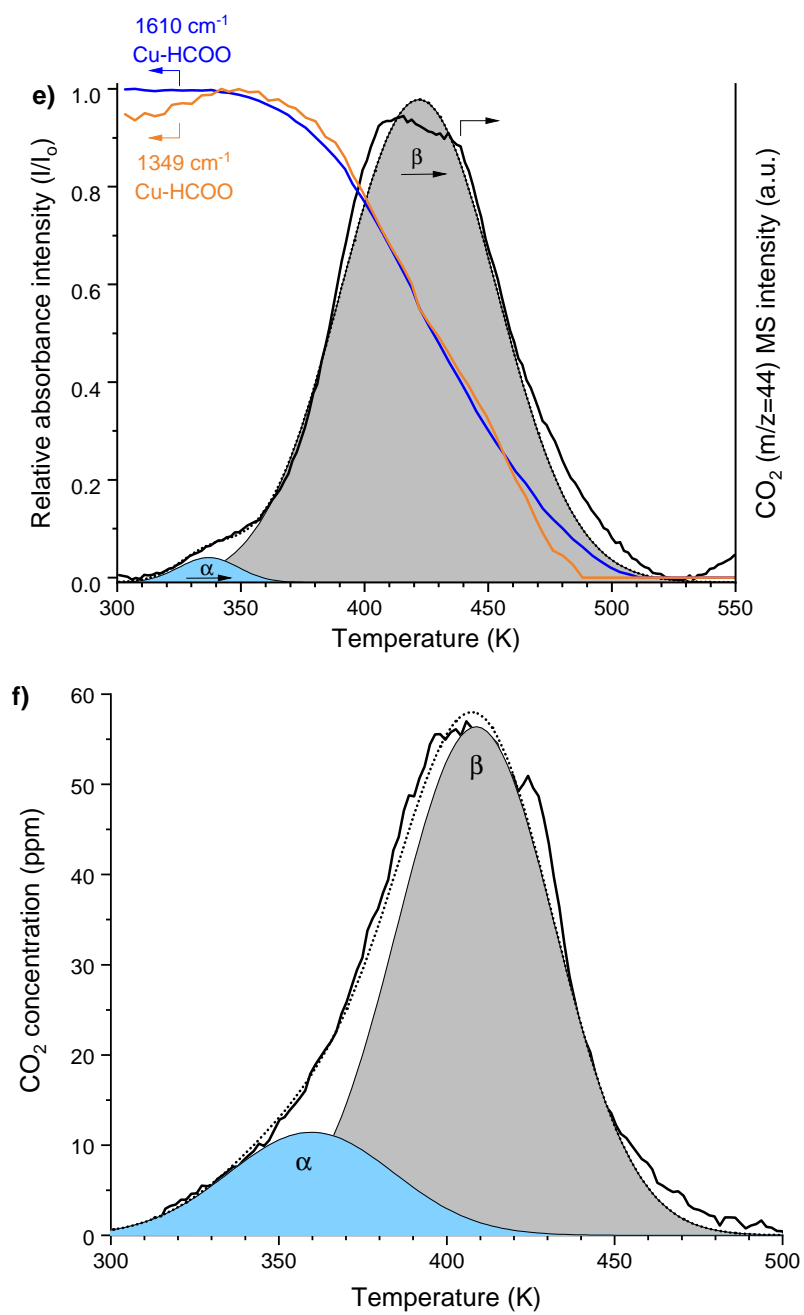 1610 cm⁻¹
Cu-HCOO
e)
1349 cm⁻¹
Cu-HCOO
β
α
1.0
0.8
0.6
0.4
0.2
0.0
300
350
400
450
500
550
Relative absorbance intensity (I/Iₒ)
CO₂ (m/z=44) MS intensity (a.u.)
Temperature (K)
f)
60
50
40
30
20
10
0
β
α
300
350
400
450
500
CO₂ concentration (ppm)
Temperature (K)